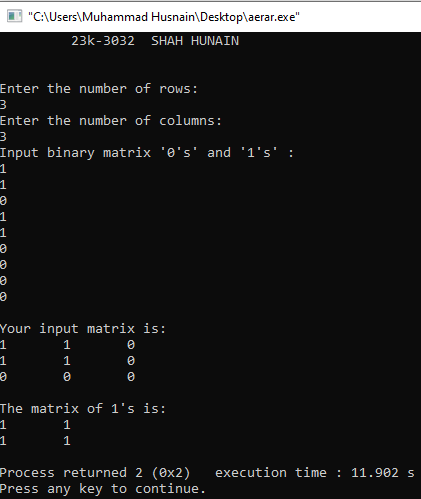 "C:\Users\Muhammad Husnain\Desktop\aerar.exe"
23k-3032  SHAH HUNAIN
Enter the number of rows:
3
Enter the number of columns:
3
Input binary matrix '0's' and '1's' :
1
1
0
1
1
0
0
0
0
Your input matrix is:
1       1       0
1       1       0
0       0       0
The matrix of 1's is:
1       1
1       1
Process returned 2 (0x2)   execution time : 11.902 s
Press any key to continue.